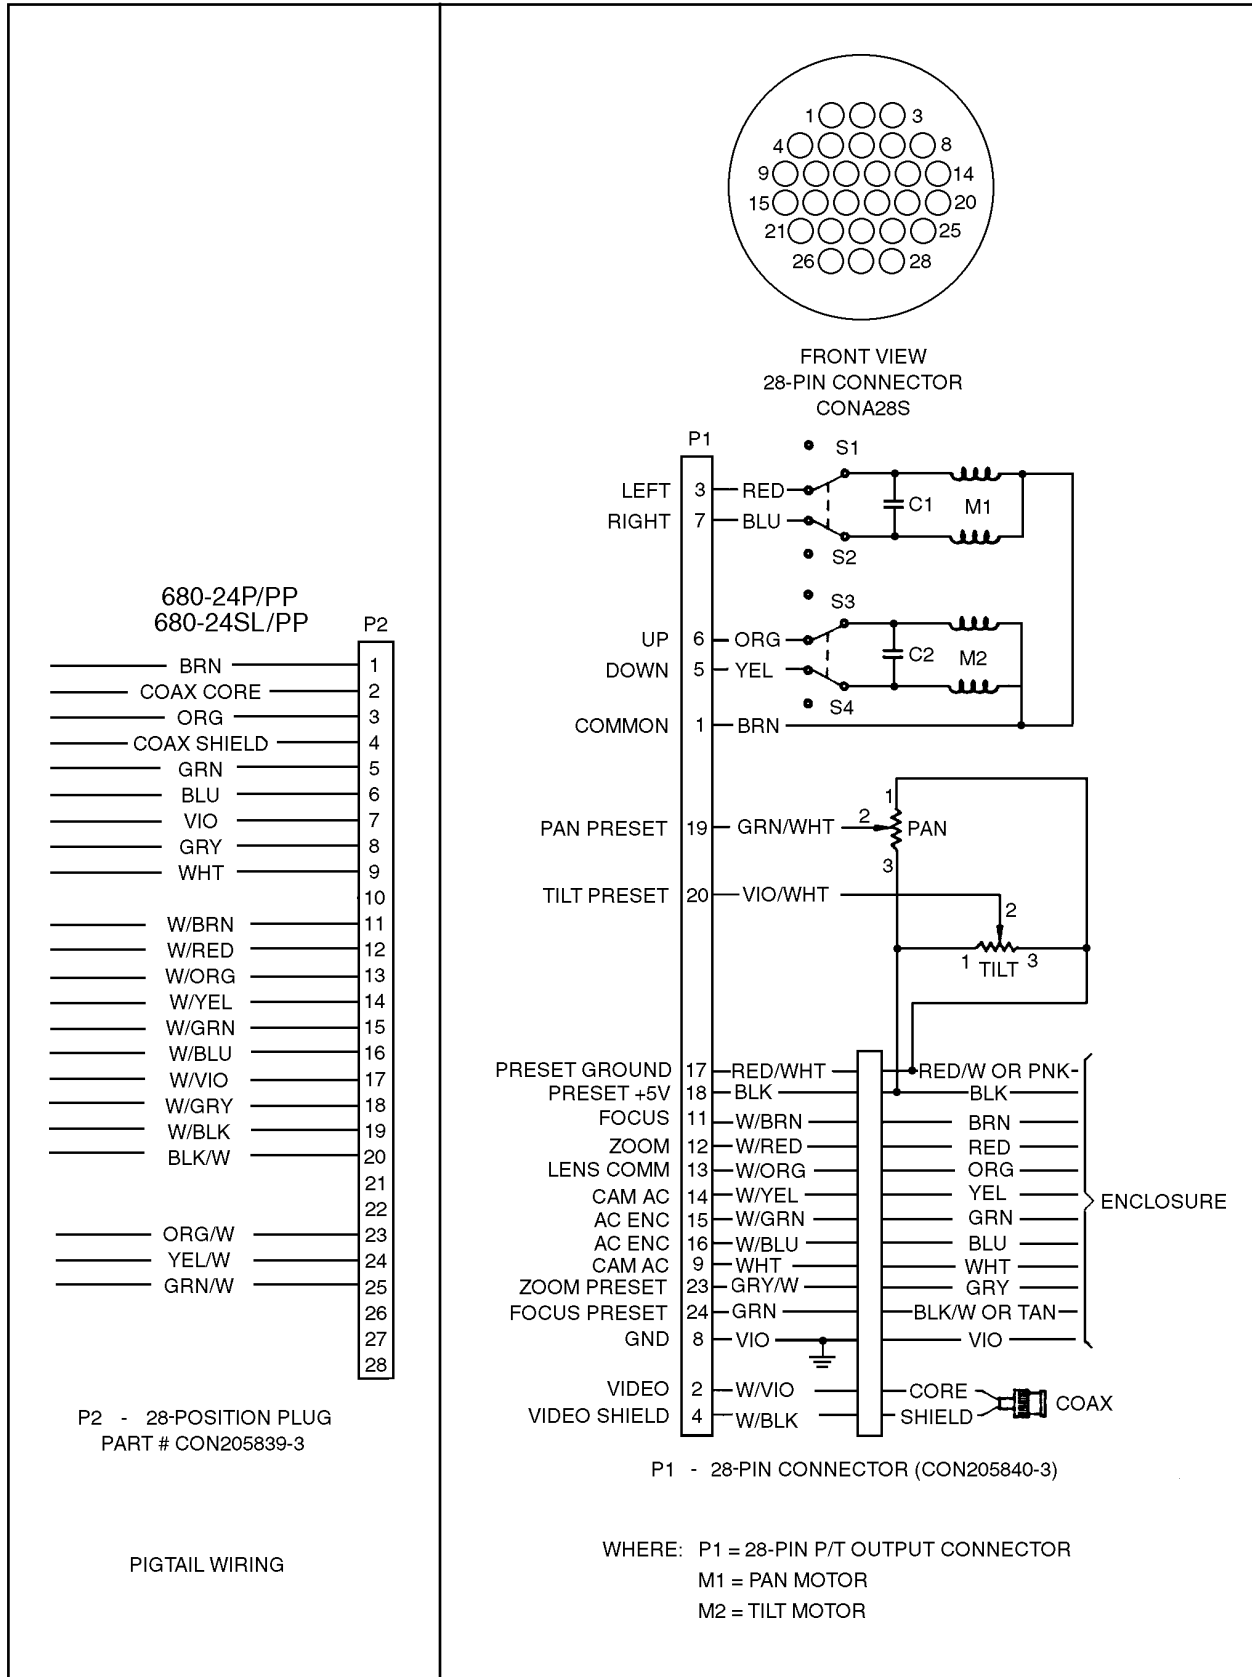 680-24P/PP
680-24SL/PP
P2
BRN 1
COAX CORE 2
ORG 3
COAX SHIELD 4
GRN 5
BLU 6
VIO 7
GRY 8
WHT 9
10
W/BRN 11
W/RED 12
W/ORG 13
W/YEL 14
W/GRN 15
W/BLU 16
W/VIO 17
W/GRY 18
W/BLK 19
BLK/W 20
21
22
ORG/W 23
YEL/W 24
GRN/W 25
26
27
28
P2 - 28-POSITION PLUG
PART # CON205839-3
PIGTAIL WIRING
1 3
4 8
9 14
15 20
21 25
26 28
FRONT VIEW
28-PIN CONNECTOR
CONA28S
P1
S1
LEFT 3 RED
C1 M1
RIGHT 7 BLU
S2
S3
UP 6 ORG
C2 M2
DOWN 5 YEL
S4
COMMON 1 BRN
1
PAN PRESET 19 GRN/WHT 2 PAN
3
TILT PRESET 20 VIO/WHT
2
1 TILT 3
PRESET GROUND 17 RED/WHT RED/W OR PNK
PRESET +5V 18 BLK BLK
FOCUS 11 W/BRN BRN
ZOOM 12 W/RED RED
LENS COMM 13 W/ORG ORG
CAM AC 14 W/YEL YEL
ENCLOSURE
AC ENC 15 W/GRN GRN
AC ENC 16 W/BLU BLU
CAM AC 9 WHT WHT
ZOOM PRESET 23 GRY/W GRY
FOCUS PRESET 24 GRN BLK/W OR TAN
GND 8 VIO VIO
VIDEO 2 W/VIO CORE
COAX
VIDEO SHIELD 4 W/BLK SHIELD
P1 - 28-PIN CONNECTOR (CON205840-3)
WHERE: P1 = 28-PIN P/T OUTPUT CONNECTOR
M1 = PAN MOTOR
M2 = TILT MOTOR